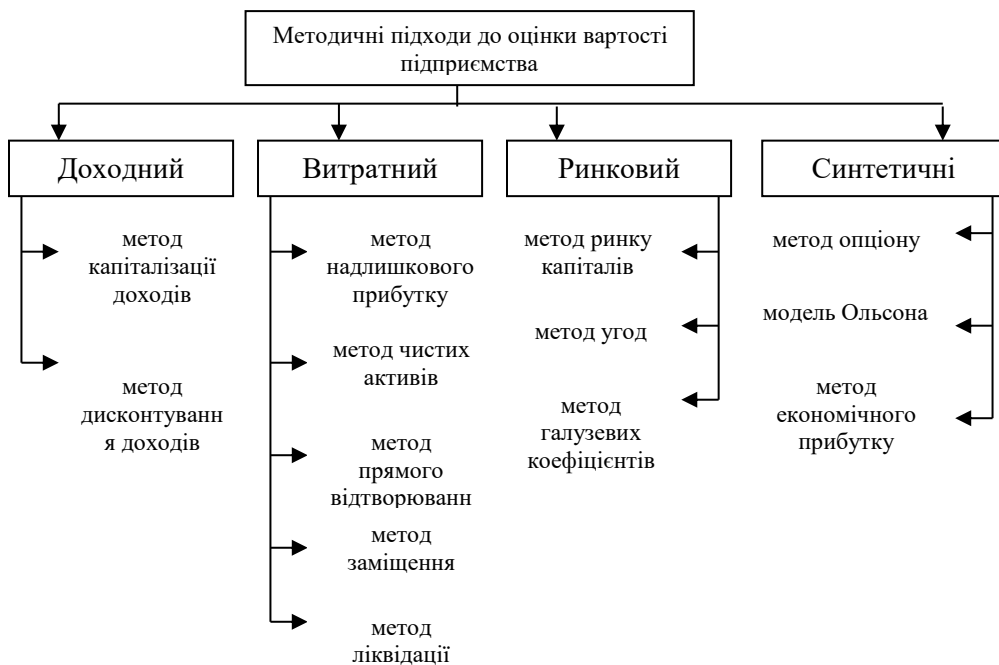 Методичні підходи до оцінки вартості
підприємства
Доходний
Витратний
Ринковий
Синтетичні
метод
капіталізації
доходів
метод
дисконтуванн
я доходів
метод
надлишкового
прибутку
метод чистих
активів
метод
прямого
відтворюванн
метод
заміщення
метод
ліквідації
метод ринку
капіталів
метод угод
метод
галузевих
коефіцієнтів
метод опціону
модель Ольсона
метод
економічного
прибутку